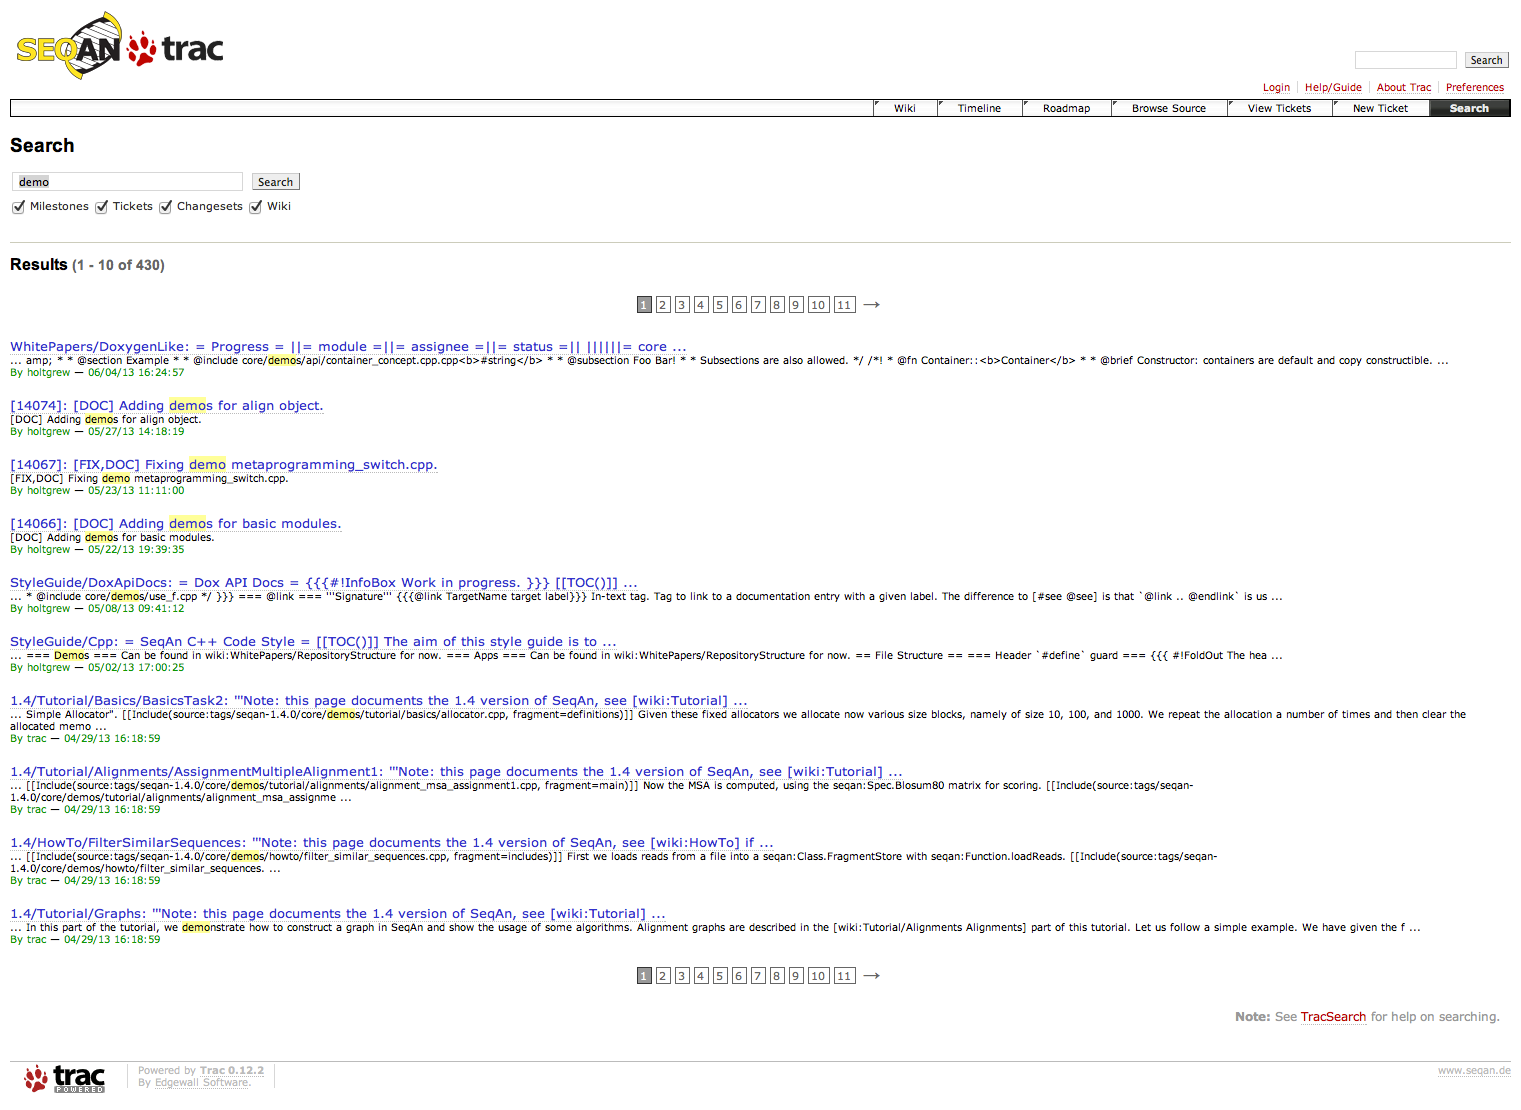 SEQAN trac
Search
Login Help/Guide About Trac Preferences
Wiki Timeline Roadmap Browse Source View Tickets New Ticket Search
Search
demo Search
Milestones Tickets Changesets Wiki
Results (1 - 10 of 430)
1 2 3 4 5 6 7 8 9 10 11 →
WhitePapers/DoxygenLike: = Progress = ||= module =||= assignee =||= status =|| ||||||= core ...
... amp; * * @section Example * * @include core/demos/api/container_concept.cpp.cpp<b>#string</b> * * @subsection Foo Bar! * * Subsections are also allowed. */ /*! * @fn Container::<b>Container</b> * * @brief Constructor: containers are default and copy constructible. ...
By holtgrew — 06/04/13 16:24:57
[14074]: [DOC] Adding demos for align object.
[DOC] Adding demos for align object.
By holtgrew — 05/27/13 14:18:19
[14067]: [FIX,DOC] Fixing demo metaprogramming_switch.cpp.
[FIX,DOC] Fixing demo metaprogramming_switch.cpp.
By holtgrew — 05/23/13 11:11:00
[14066]: [DOC] Adding demos for basic modules.
[DOC] Adding demos for basic modules.
By holtgrew — 05/22/13 19:39:35
StyleGuide/DoxApiDocs: = Dox API Docs = {{{#!InfoBox Work in progress. }}} [[TOC()]] ...
... * @include core/demos/use_f.cpp */ }}} === @link === '''Signature''' {{{@link TargetName target label}}} In-text tag. Tag to link to a documentation entry with a given label. The difference to [#see @see] is that `@link .. @endlink` is us ...
By holtgrew — 05/08/13 09:41:12
StyleGuide/Cpp: = SeqAn C++ Code Style = [[TOC()]] The aim of this style guide is to ...
... === Demos === Can be found in wiki:WhitePapers/RepositoryStructure for now. === Apps === Can be found in wiki:WhitePapers/RepositoryStructure for now. == File Structure == === Header `#define` guard === {{{ #!FoldOut The hea ...
By holtgrew — 05/02/13 17:00:25
1.4/Tutorial/Basics/BasicsTask2: '''Note: this page documents the 1.4 version of SeqAn, see [wiki:Tutorial] ...
... Simple Allocator". [[Include(source:tags/seqan-1.4.0/core/demos/tutorial/basics/allocator.cpp, fragment=definitions)]] Given these fixed allocators we allocate now various size blocks, namely of size 10, 100, and 1000. We repeat the allocation a number of times and then clear the
allocated memo ...
By trac — 04/29/13 16:18:59
1.4/Tutorial/Alignments/AssignmentMultipleAlignment1: '''Note: this page documents the 1.4 version of SeqAn, see [wiki:Tutorial] ...
... [[Include(source:tags/seqan-1.4.0/core/demos/tutorial/alignments/alignment_msa_assignment1.cpp, fragment=main)]] Now the MSA is computed, using the seqan:Spec.Blosum80 matrix for scoring. [[Include(source:tags/seqan-
1.4.0/core/demos/tutorial/alignments/alignment_msa_assignme ...
By trac — 04/29/13 16:18:59
1.4/HowTo/FilterSimilarSequences: '''Note: this page documents the 1.4 version of SeqAn, see [wiki:HowTo] if ...
... [[Include(source:tags/seqan-1.4.0/core/demos/howto/filter_similar_sequences.cpp, fragment=includes)]] First we loads reads from a file into a seqan:Class.FragmentStore with seqan:Function.loadReads. [[Include(source:tags/seqan-
1.4.0/core/demos/howto/filter_similar_sequences. ...
By trac — 04/29/13 16:18:59
1.4/Tutorial/Graphs: '''Note: this page documents the 1.4 version of SeqAn, see [wiki:Tutorial] ...
... In this part of the tutorial, we demonstrate how to construct a graph in SeqAn and show the usage of some algorithms. Alignment graphs are described in the [wiki:Tutorial/Alignments Alignments] part of this tutorial. Let us follow a simple example. We have given the f ...
By trac — 04/29/13 16:18:59
1 2 3 4 5 6 7 8 9 10 11 →
Note: See TracSearch for help on searching.
trac POWERED
Powered by Trac 0.12.2
By Edgewall Software.
www.seqan.de